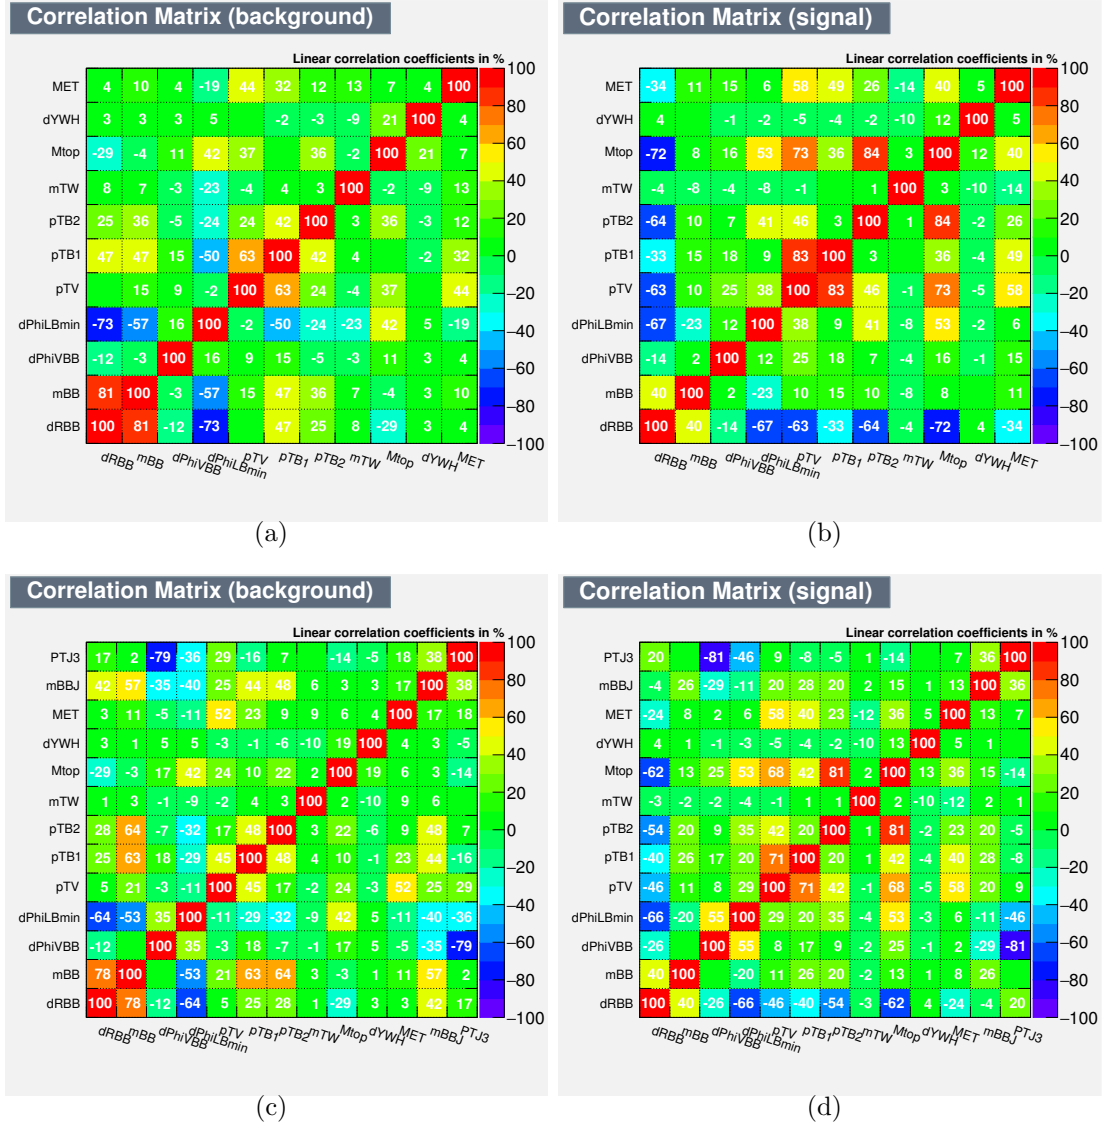 Correlation Matrix (background)
Linear correlation coefficients in %
MET 4 10 4 -19 44 32 12 13 7 4 100
dYWH 3 3 3 5 -2 -3 -9 21 100 4
Mtop -29 -4 11 42 37 36 -2 100 21 7
mTW 8 7 -3 -23 -4 4 3 100 -2 -9 13
pTB2 25 36 -5 -24 24 42 100 3 36 -3 12
pTB1 47 47 15 -50 63 100 42 4 -2 32
pTV 15 9 -2 100 63 24 -4 37 44
dPhiLBmin -73 -57 16 100 -2 -50 -24 -23 42 5 -19
dPhiVBB -12 -3 100 16 9 15 -5 -3 11 3 4
mBB 81 100 -3 -57 15 47 36 7 -4 3 10
dRBB 100 81 -12 -73 47 25 8 -29 3 4
dRBB mBB dPhiVBB dPhiLBmin pTV pTB1 pTB2 mTW Mtop dYWH MET
100
80
60
40
20
0
−20
−40
−60
−80
−100
(a)
Correlation Matrix (signal)
Linear correlation coefficients in %
MET -34 11 15 6 58 49 26 -14 40 5 100
dYWH 4 -1 -2 -5 -4 -2 -10 12 100 5
Mtop -72 8 16 53 73 36 84 3 100 12 40
mTW -4 -8 -4 -8 -1 1 100 3 -10 -14
pTB2 -64 10 7 41 46 3 100 1 84 -2 26
pTB1 -33 15 18 9 83 100 3 36 -4 49
pTV -63 10 25 38 100 83 46 -1 73 -5 58
dPhiLBmin -67 -23 12 100 38 9 41 -8 53 -2 6
dPhiVBB -14 2 100 12 25 18 7 -4 16 -1 15
mBB 40 100 2 -23 10 15 10 -8 8 11
dRBB 100 40 -14 -67 -63 -33 -64 -4 -72 4 -34
dRBB mBB dPhiVBB dPhiLBmin pTV pTB1 pTB2 mTW Mtop dYWH MET
100
80
60
40
20
0
−20
−40
−60
−80
−100
(b)
Correlation Matrix (background)
Linear correlation coefficients in %
PTJ3 17 2 -79 -36 29 -16 7 -14 -5 18 38 100
mBBJ 42 57 -35 -40 25 44 48 6 3 3 17 100 38
MET 3 11 -5 -11 52 23 9 9 6 4 100 17 18
dYWH 3 1 5 5 -3 -1 -6 -10 19 100 4 3 -5
Mtop -29 -3 17 42 24 10 22 2 100 19 6 3 -14
mTW 1 3 -1 -9 -2 4 3 100 2 -10 9 6
pTB2 28 64 -7 -32 17 48 100 3 22 -6 9 48 7
pTB1 25 63 18 -29 45 100 48 4 10 -1 23 44 -16
pTV 5 21 -3 -11 100 45 17 -2 24 -3 52 25 29
dPhiLBmin -64 -53 35 100 -11 -29 -32 -9 42 5 -11 -40 -36
dPhiVBB -12 100 35 -3 18 -7 -1 17 5 -5 -35 -79
mBB 78 100 -53 21 63 64 3 -3 1 11 57 2
dRBB 100 78 -12 -64 5 25 28 1 -29 3 3 42 17
dRBB mBB dPhiVBB dPhiLBmin pTV pTB1 pTB2 mTW Mtop dYWH MET mBBJ PTJ3
100
80
60
40
20
0
−20
−40
−60
−80
−100
(c)
Correlation Matrix (signal)
Linear correlation coefficients in %
PTJ3 20 -81 -46 9 -8 -5 1 -14 7 36 100
mBBJ -4 26 -29 -11 20 28 20 2 15 1 13 100 36
MET -24 8 2 6 58 40 23 -12 36 5 100 13 7
dYWH 4 1 -1 -3 -5 -4 -2 -10 13 100 5 1
Mtop -62 13 25 53 68 42 81 2 100 13 36 15 -14
mTW -3 -2 -2 -4 -1 1 1 100 2 -10 -12 2 1
pTB2 -54 20 9 35 42 20 100 1 81 -2 23 20 -5
pTB1 -40 26 17 20 71 100 20 1 42 -4 40 28 -8
pTV -46 11 8 29 100 71 42 -1 68 -5 58 20 9
dPhiLBmin -66 -20 55 100 29 20 35 -4 53 -3 6 -11 -46
dPhiVBB -26 100 55 8 17 9 -2 25 -1 2 -29 -81
mBB 40 100 -20 11 26 20 -2 13 1 8 26
dRBB 100 40 -26 -66 -46 -40 -54 -3 -62 4 -24 -4 20
dRBB mBB dPhiVBB dPhiLBmin pTV pTB1 pTB2 mTW Mtop dYWH MET mBBJ PTJ3
100
80
60
40
20
0
−20
−40
−60
−80
−100
(d)